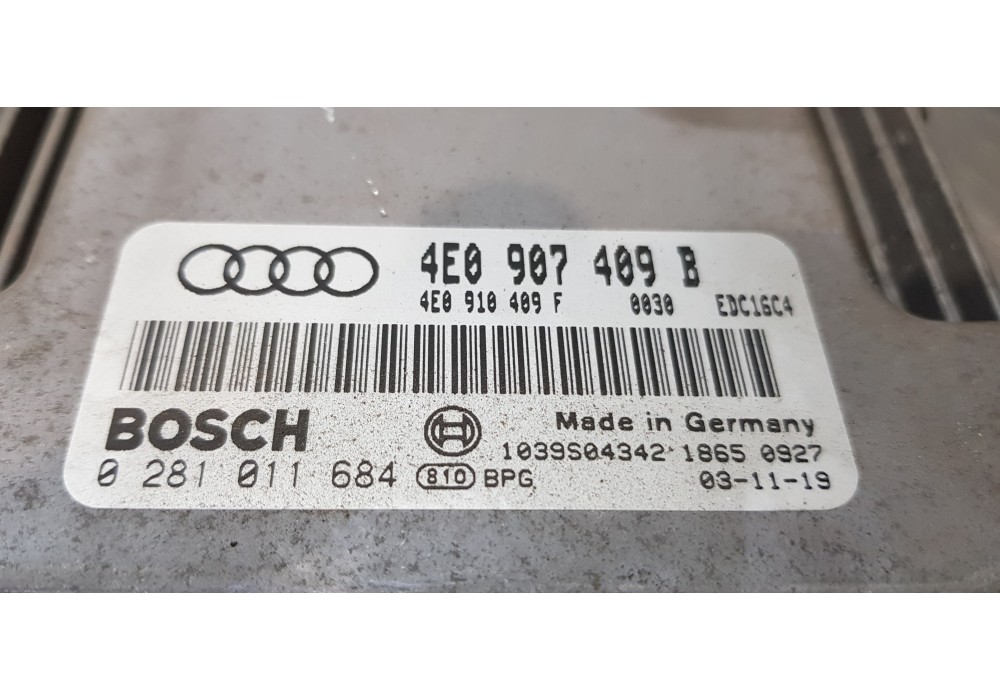 4E0 907 409 B
4E0 910 409 F 0030 EDC16C4
BOSCH
Made in Germany
1039S04342 1865 0927
0 281 011 684 810 BPG 03-11-19